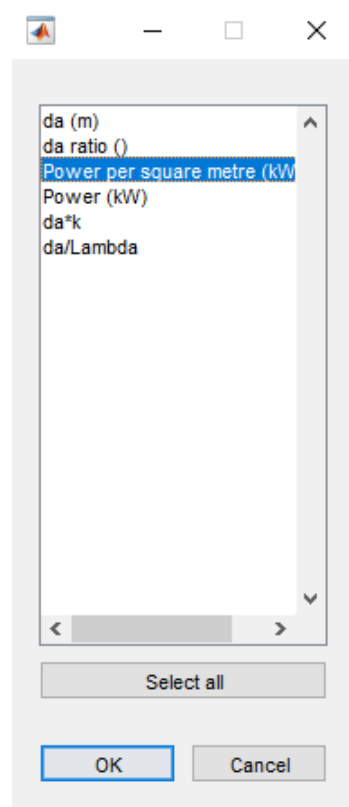 da (m)
da ratio ()
Power per square metre (kW
Power (kW)
da*k
da/Lambda
Select all
OK
Cancel